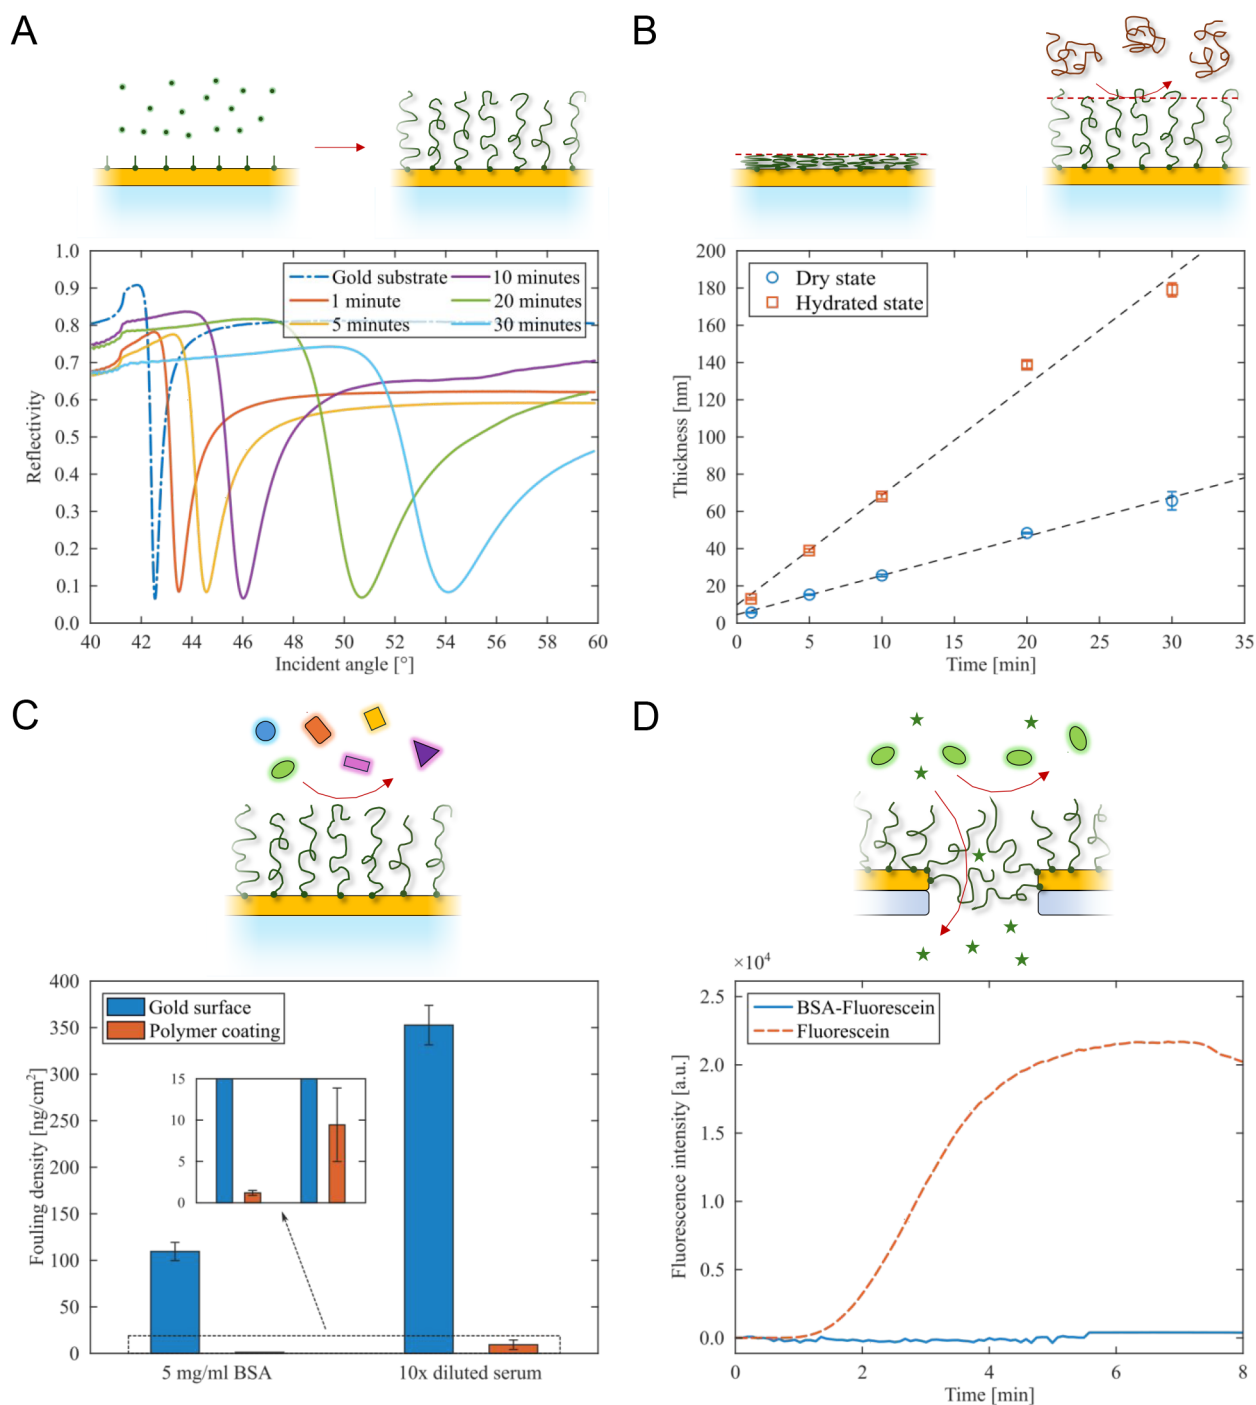 A
1.0
0.9
0.8
0.7
0.6
0.5
0.4
0.3
0.2
0.1
0.0
Reflectivity
Gold substrate
1 minute
5 minutes
10 minutes
20 minutes
30 minutes
40 42 44 46 48 50 52 54 56 58 60
Incident angle [°]
B
200
180
160
140
120
100
80
60
40
20
0
Thickness [nm]
Dry state
Hydrated state
0 5 10 15 20 25 30 35
Time [min]
C
400
350
300
250
200
150
100
50
0
Fouling density [ng/cm²]
Gold surface
Polymer coating
15
10
5
0
5 mg/ml BSA
10x diluted serum
D
×10⁴
2.5
2.0
1.5
1.0
0.5
0.0
Fluorescence intensity [a.u.]
BSA-Fluorescein
Fluorescein
0 2 4 6 8
Time [min]